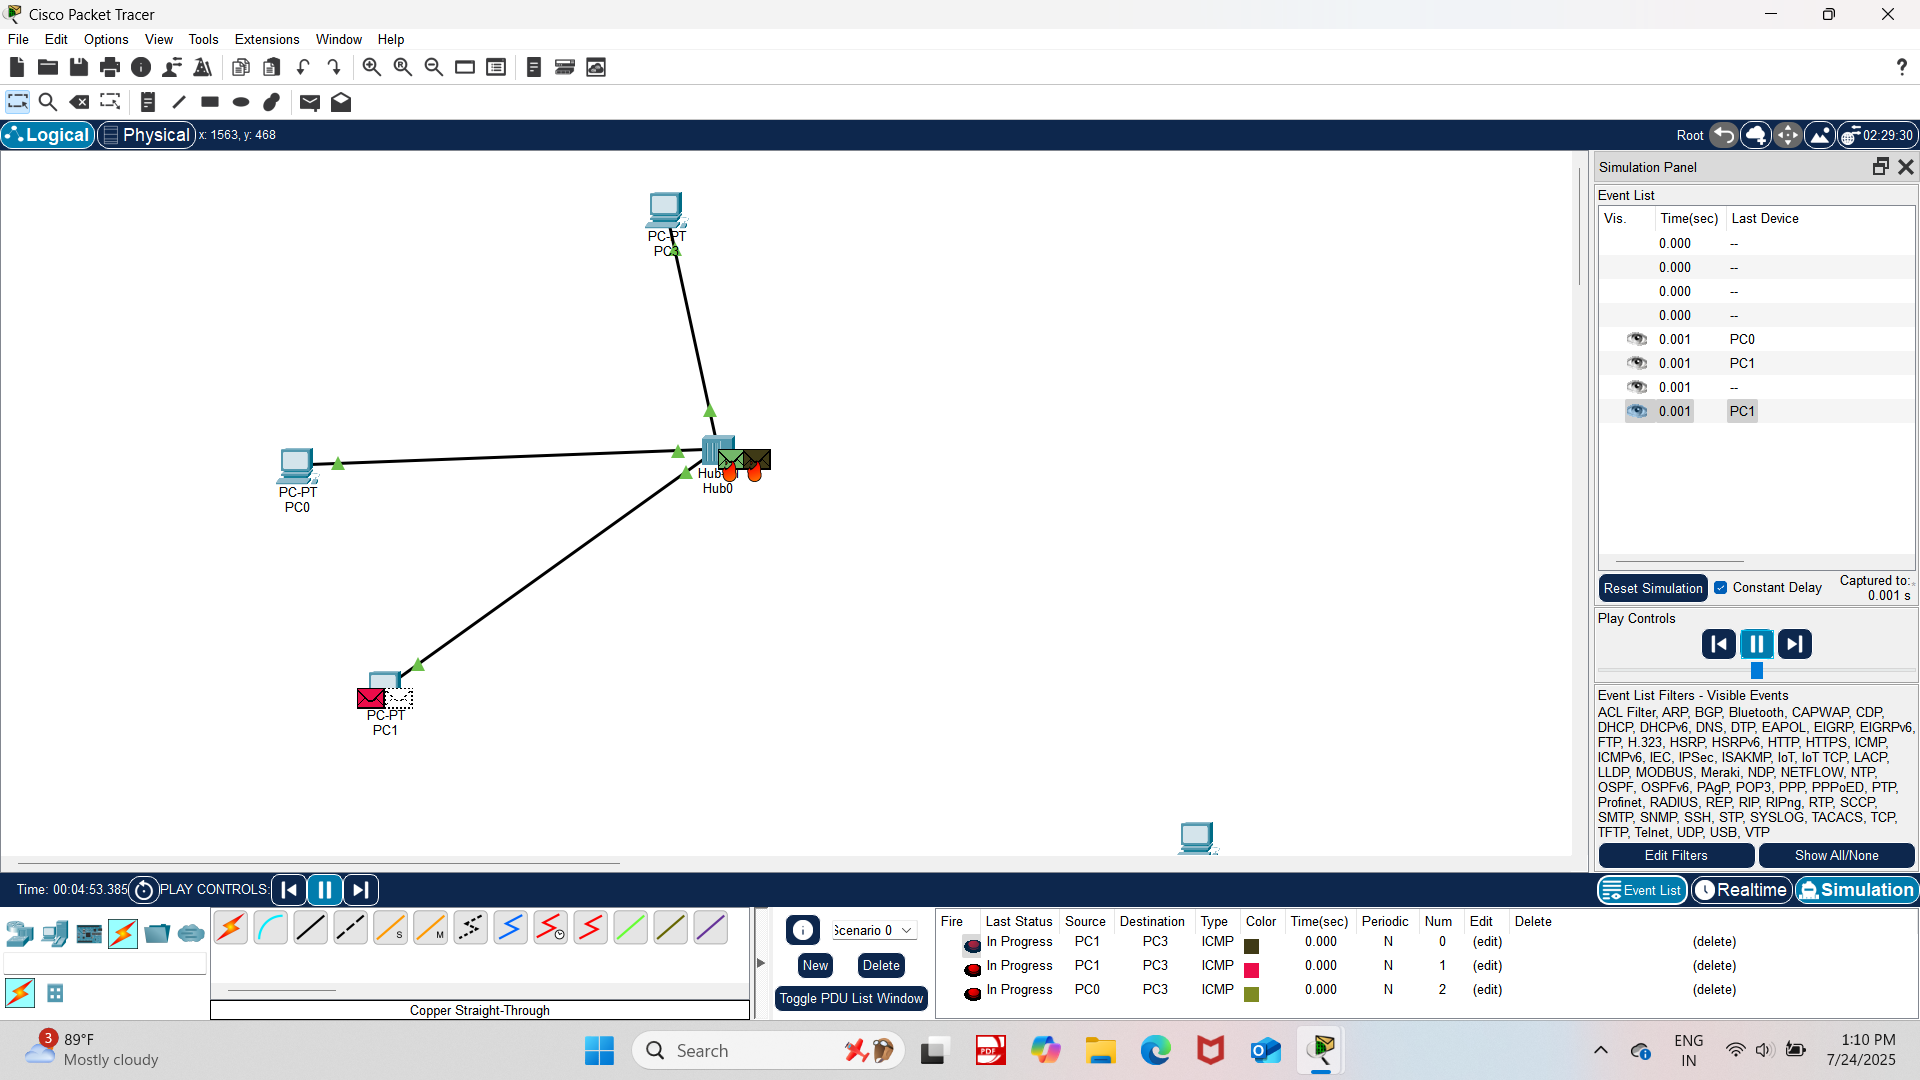 Cisco Packet Tracer
File Edit Options View Tools Extensions Window Help
Logical Physical x: 1563, y: 468 Root 02:29:30
PC-PT
PC3
PC-PT
PC0
Hub0
PC-PT
PC1
Simulation Panel
Event List
Vis. Time(sec) Last Device
0.000 --
0.000 --
0.000 --
0.000 --
0.001 PC0
0.001 PC1
0.001 --
0.001 PC1
Reset Simulation Constant Delay Captured to:
0.001 s
Play Controls
Event List Filters - Visible Events
ACL Filter, ARP, BGP, Bluetooth, CAPWAP, CDP,
DHCP, DHCPv6, DNS, DTP, EAPOL, EIGRP, EIGRPv6,
FTP, H.323, HSRP, HSRPv6, HTTP, HTTPS, ICMP,
ICMPv6, IEC, IPSec, ISAKMP, IoT, IoT TCP, LACP,
LLDP, MODBUS, Meraki, NDP, NETFLOW, NTP,
OSPF, OSPFv6, PAgP, POP3, PPP, PPPoED, PTP,
Profinet, RADIUS, REP, RIP, RIPng, RTP, SCCP,
SMTP, SNMP, SSH, STP, SYSLOG, TACACS, TCP,
TFTP, Telnet, UDP, USB, VTP
Edit Filters Show All/None
Time: 00:04:53.385 PLAY CONTROLS: Event List Realtime Simulation
S M
Copper Straight-Through
Scenario 0
New Delete
Toggle PDU List Window
Fire Last Status Source Destination Type Color Time(sec) Periodic Num Edit Delete
In Progress PC1 PC3 ICMP 0.000 N 0 (edit) (delete)
In Progress PC1 PC3 ICMP 0.000 N 1 (edit) (delete)
In Progress PC0 PC3 ICMP 0.000 N 2 (edit) (delete)
3 89°F
Mostly cloudy
Search
PDF
ENG
IN
1:10 PM
7/24/2025